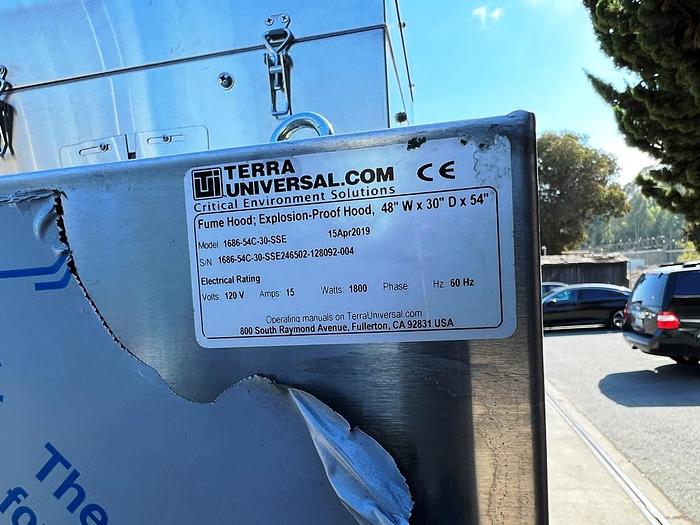 TERRA
UNIVERSAL.COM
Critical Environment Solutions
CE
Fume Hood; Explosion-Proof Hood, 48" W x 30" D x 54"
Model 1686-54C-30-SSE 15Apr2019
S/N 1686-54C-30-SSE246502-128092-004
Electrical Rating
Volts: 120 V Amps: 15 Watts: 1800 Phase: Hz: 60 Hz
Operating manuals on TerraUniversal.com
800 South Raymond Avenue, Fullerton, CA 92831 USA
The
fo